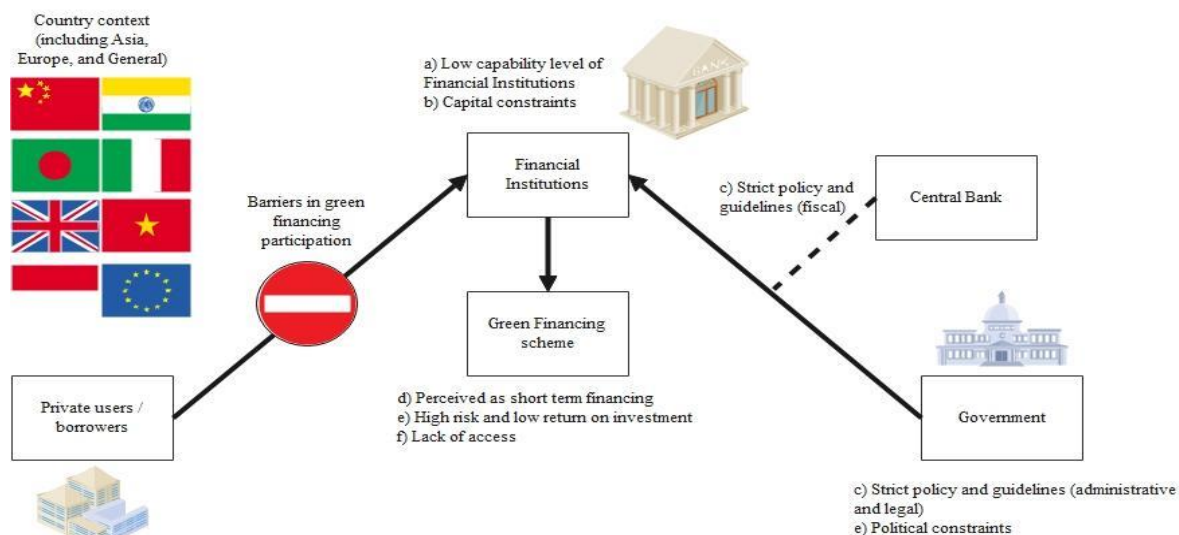 Country context
(including Asia,
Europe, and General)
a) Low capability level of
Financial Institutions
b) Capital constraints
BANK
Financial
Institutions
c) Strict policy and
guidelines (fiscal)
Central Bank
Barriers in green
financing
participation
Green Financing
scheme
Private users /
borrowers
d) Perceived as short term financing
e) High risk and low return on investment
f) Lack of access
Government
c) Strict policy and guidelines (administrative
and legal)
e) Political constraints